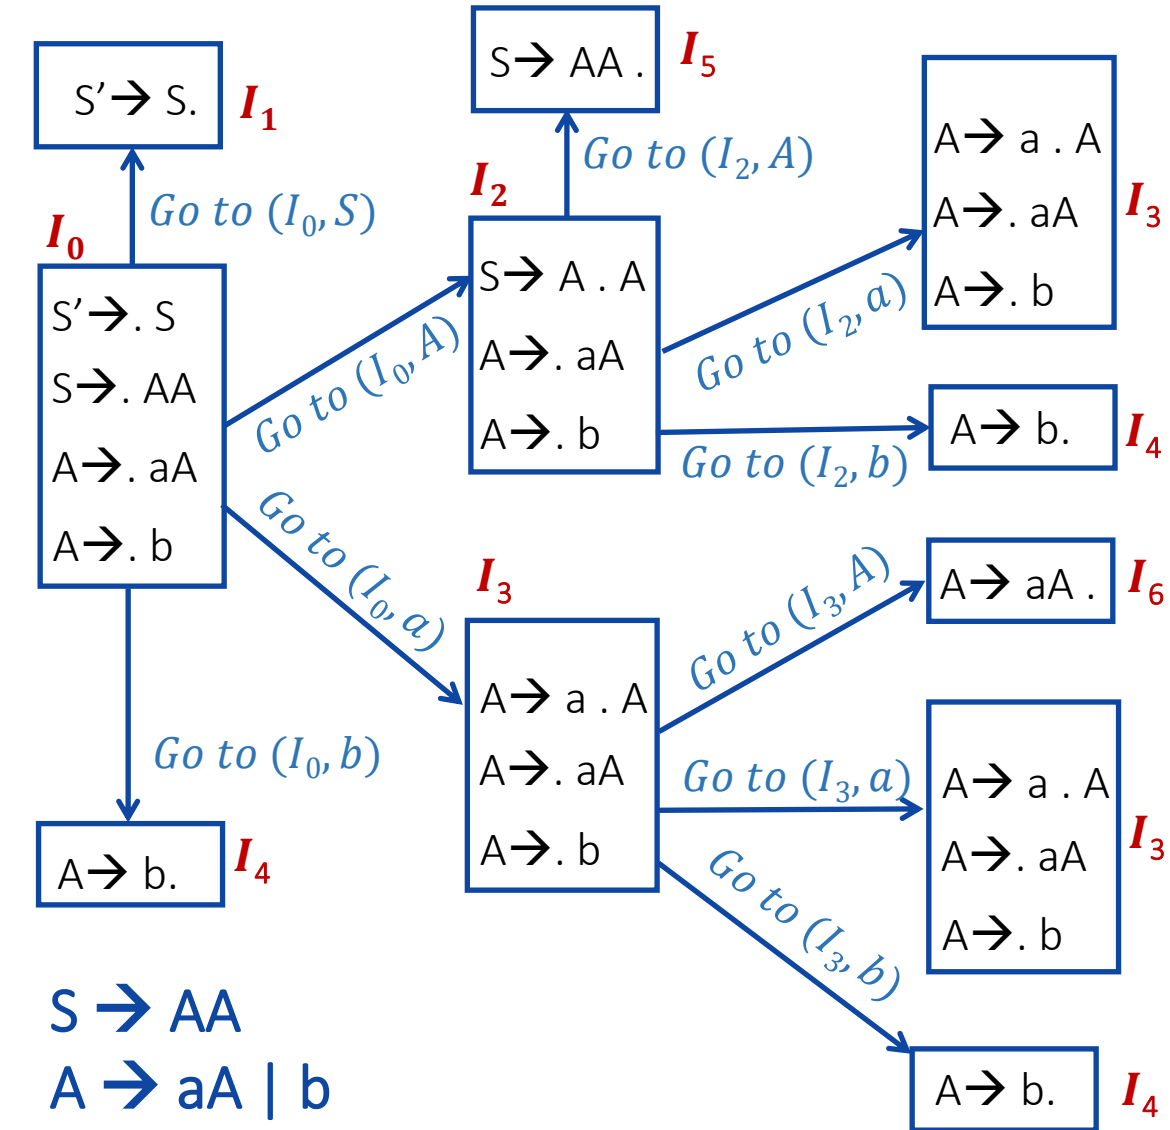 S'→ S.
I₁
Go to (I₀, S)
I₀
S'→. S
S→. AA
A→. aA
A→. b
Go to (I₀, b)
A→ b.
I₄
Go to (I₀, A)
Go to (I₀, a)
S→ AA .
I₅
Go to (I₂, A)
I₂
S→ A . A
A→. aA
A→. b
Go to (I₂, a)
A→ a . A
A→. aA
A→. b
I₃
Go to (I₂, b)
A→ b.
I₄
I₃
A→ a . A
A→. aA
A→. b
Go to (I₃, A)
A→ aA .
I₆
Go to (I₃, a)
A→ a . A
A→. aA
A→. b
I₃
Go to (I₃, b)
A→ b.
I₄
S → AA
A → aA | b